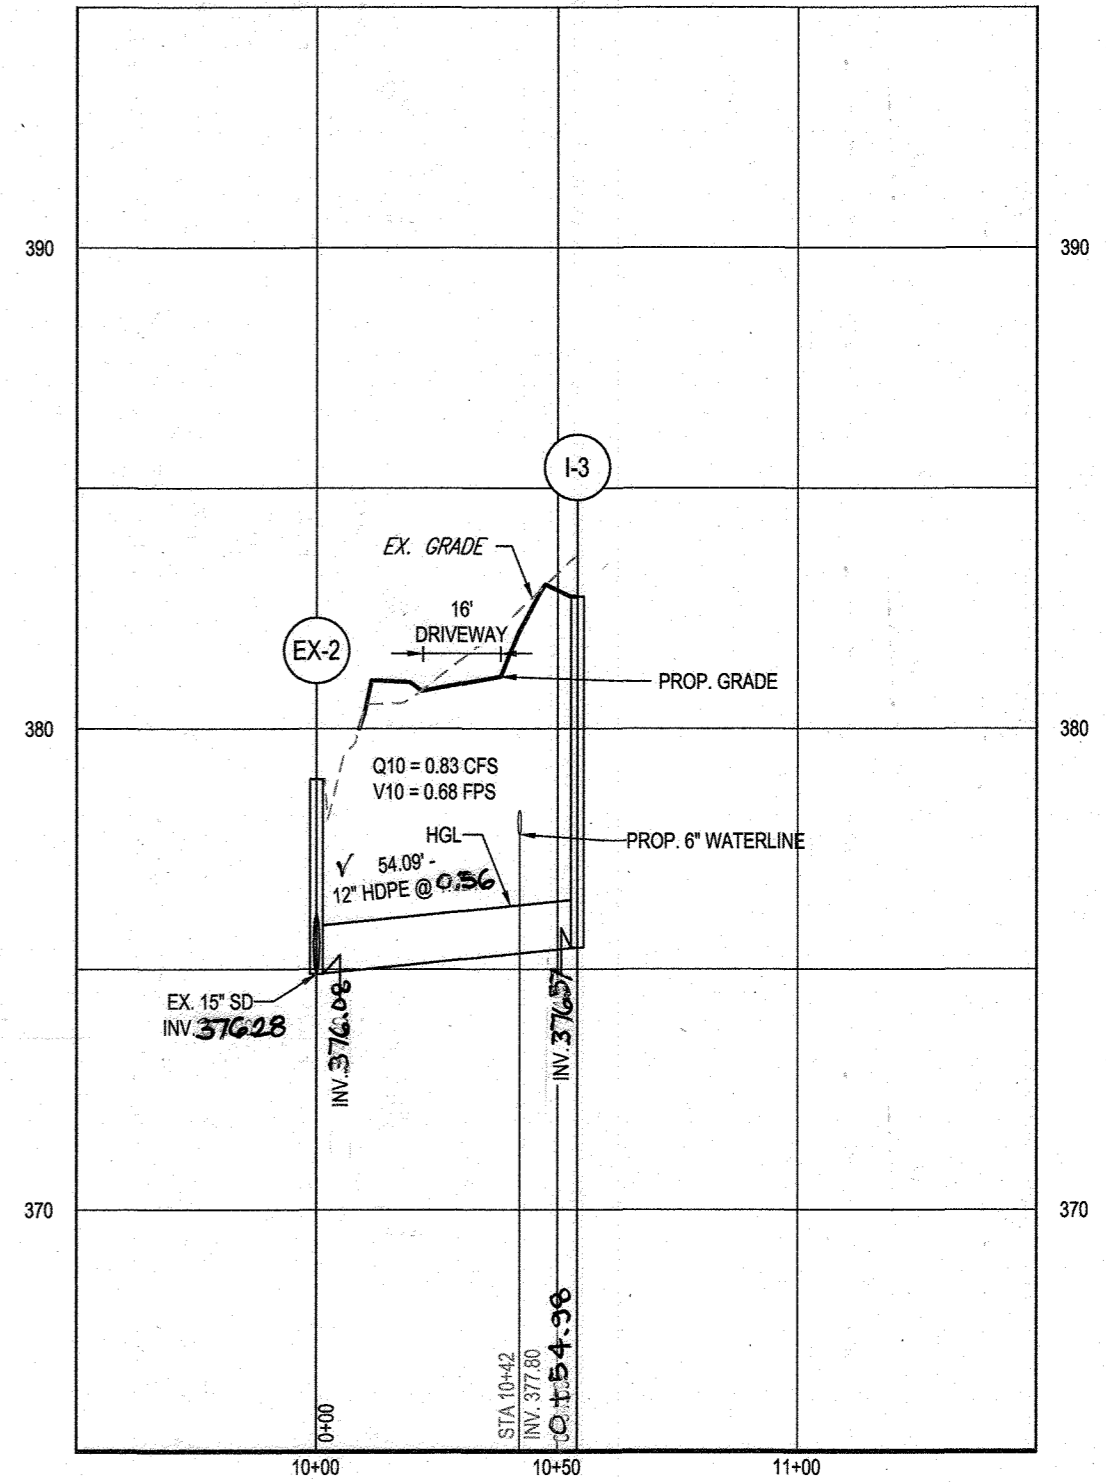 390
390
I-3
EX. GRADE
16'
DRIVEWAY
EX-2
PROP. GRADE
380
380
Q10 = 0.83 CFS
V10 = 0.68 FPS
HGL
PROP. 6" WATERLINE
√ 54.09' -
12" HDPE @ 0.56
EX. 15" SD
INV. 376.28
INV. 376.08
INV. 376.57
370
370
0+00
STA 10+42
INV. 377.80
0+54.98
10+00
10+50
11+00